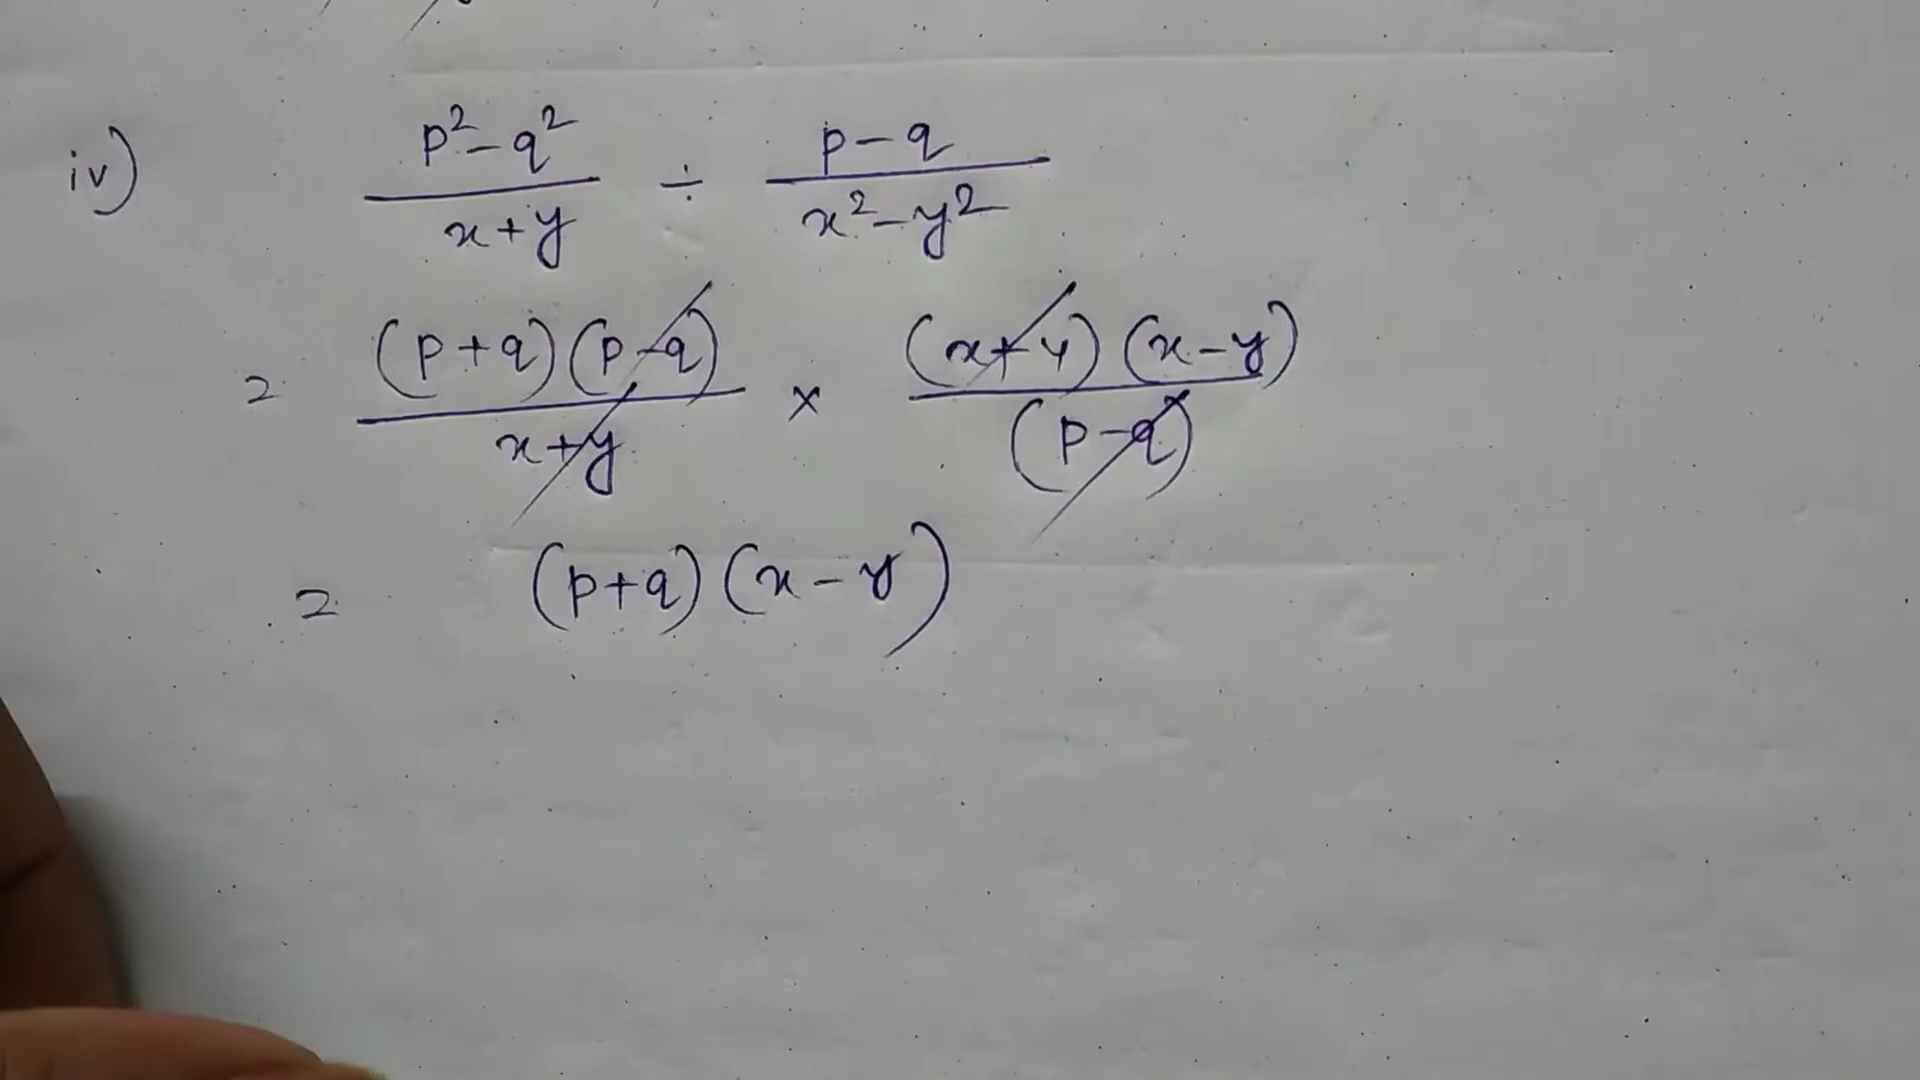 iv) (p² - q²)/(x + y) ÷ (p - q)/(x² - y²)
= (p + q)(p - q)/(x + y) × (x + y)(x - y)/(p - q)
= (p + q)(x - y)